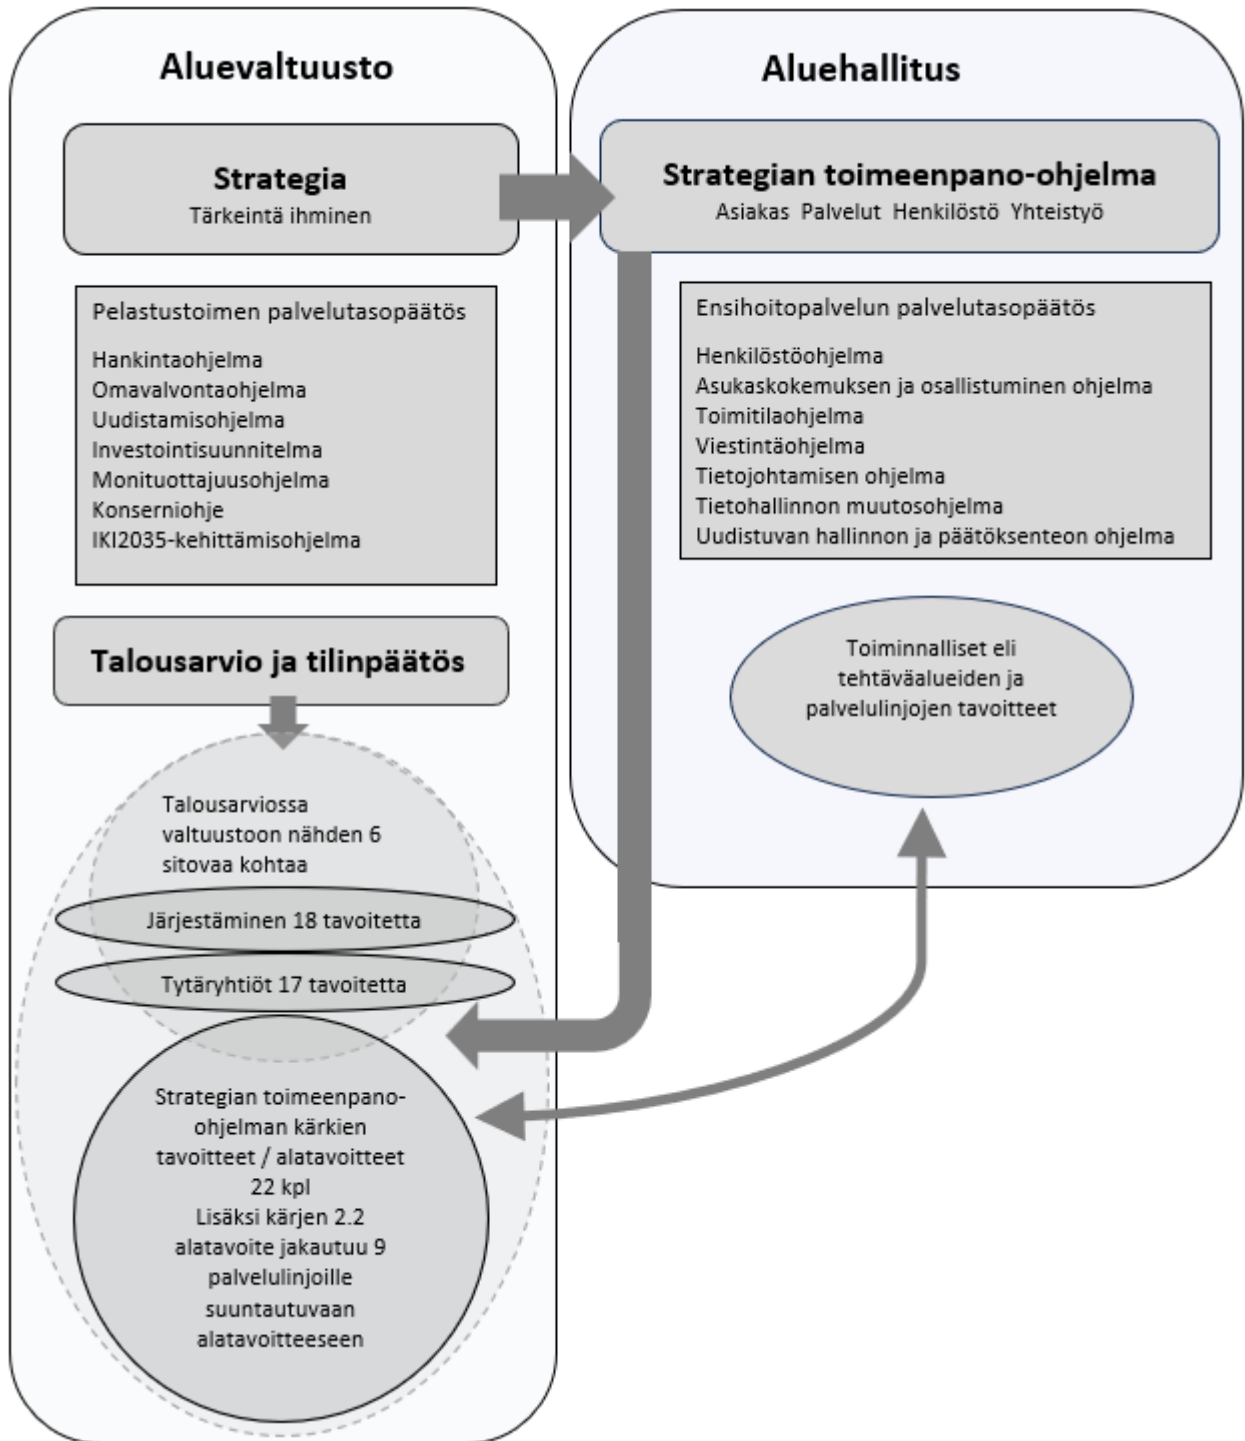 Aluevaltuusto
Strategia
Tärkeintä ihminen
Pelastustoimen palvelutasopäätös
Hankintaohjelma
Omavalvontaohjelma
Uudistamisohjelma
Investointisuunnitelma
Monituottajuusohjelma
Konserniohje
IKI2035-kehittämisohjelma
Talousarvio ja tilinpäätös
Talousarviossa
valtuustoon nähden 6
sitovaa kohtaa
Järjestäminen 18 tavoitetta
Tytäryhtiöt 17 tavoitetta
Strategian toimeenpano-
ohjelman kärkien
tavoitteet / alatavoitteet
22 kpl
Lisäksi kärjen 2.2
alatavoite jakautuu 9
palvelulinjoille
suuntautuvaan
alatavoitteeseen
Aluehallitus
Strategian toimeenpano-ohjelma
Asiakas Palvelut Henkilöstö Yhteistyö
Ensihoitopalvelun palvelutasopäätös
Henkilöstöohjelma
Asukaskokemuksen ja osallistuminen ohjelma
Toimitilaohjelma
Viestintäohjelma
Tietojohtamisen ohjelma
Tietohallinnon muutosohjelma
Uudistuvan hallinnon ja päätöksenteon ohjelma
Toiminnalliset eli
tehtäväalueiden ja
palvelulinjojen tavoitteet